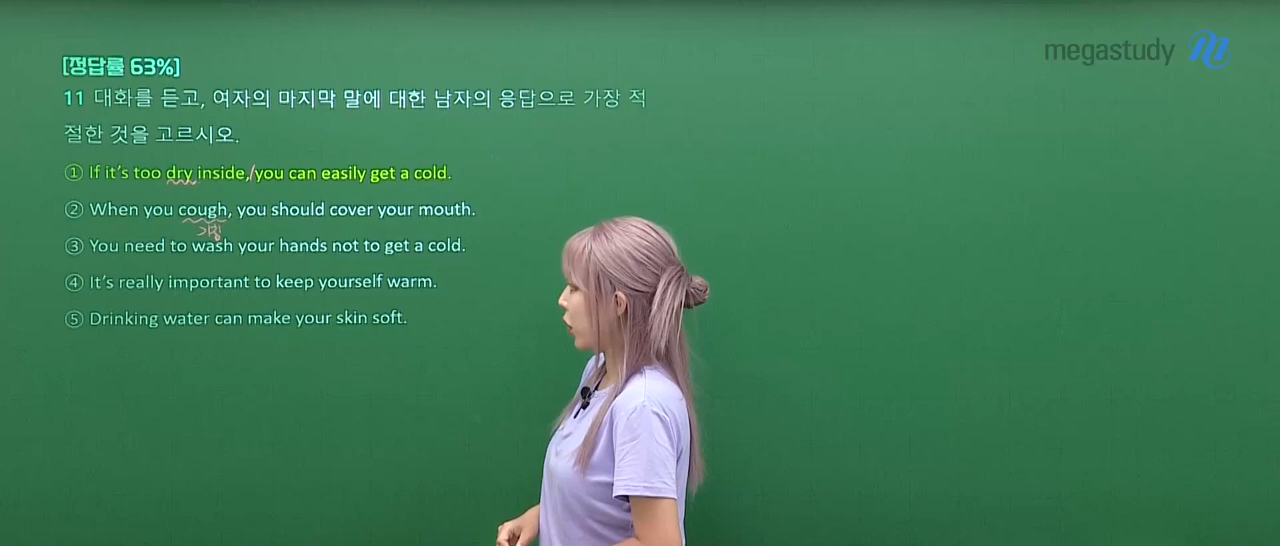 megastudy
[정답률 63%]
11 대화를 듣고, 여자의 마지막 말에 대한 남자의 응답으로 가장 적
절한 것을 고르시오.
① If it's too dry inside, you can easily get a cold.
② When you cough, you should cover your mouth.
기침
③ You need to wash your hands not to get a cold.
④ It's really important to keep yourself warm.
⑤ Drinking water can make your skin soft.